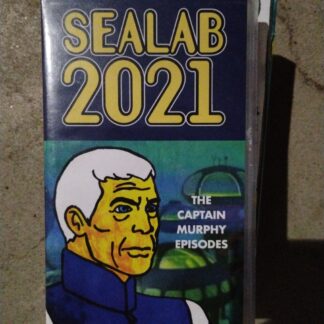 SEALAB
2021
THE
CAPTAIN
MURPHY
EPISODES